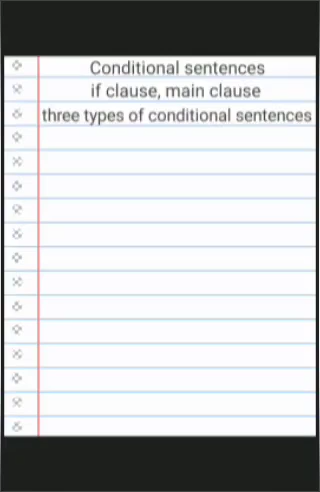 Conditional sentences
if clause, main clause
three types of conditional sentences